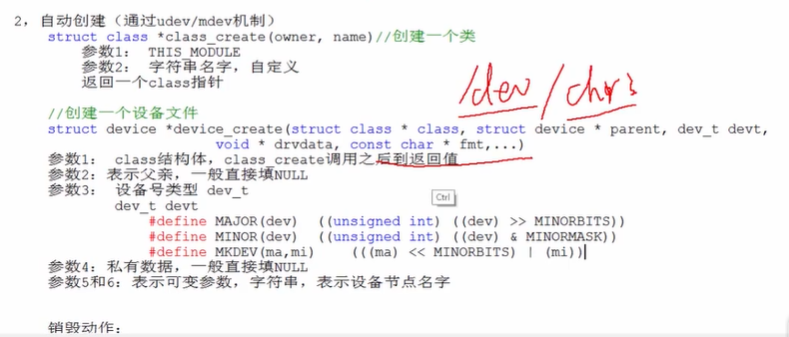 2，自动创建（通过udev/mdev机制）
struct class *class_create(owner, name)//创建一个类
参数1： THIS_MODULE
参数2： 字符串名字，自定义
返回一个class指针
/dev/chr3
//创建一个设备文件
struct device *device_create(struct class * class, struct device * parent, dev_t devt,
void * drvdata, const char * fmt,...)
参数1： class结构体，class_create调用之后到返回值
参数2：表示父亲，一般直接填NULL
参数3： 设备号类型 dev_t
Ctrl
dev_t devt
#define MAJOR(dev) ((unsigned int) ((dev) >> MINORBITS))
#define MINOR(dev) ((unsigned int) ((dev) & MINORMASK))
#define MKDEV(ma,mi) (((ma) << MINORBITS) | (mi))
参数4：私有数据，一般直接填NULL
参数5和6：表示可变参数，字符串，表示设备节点名字
销毁动作：